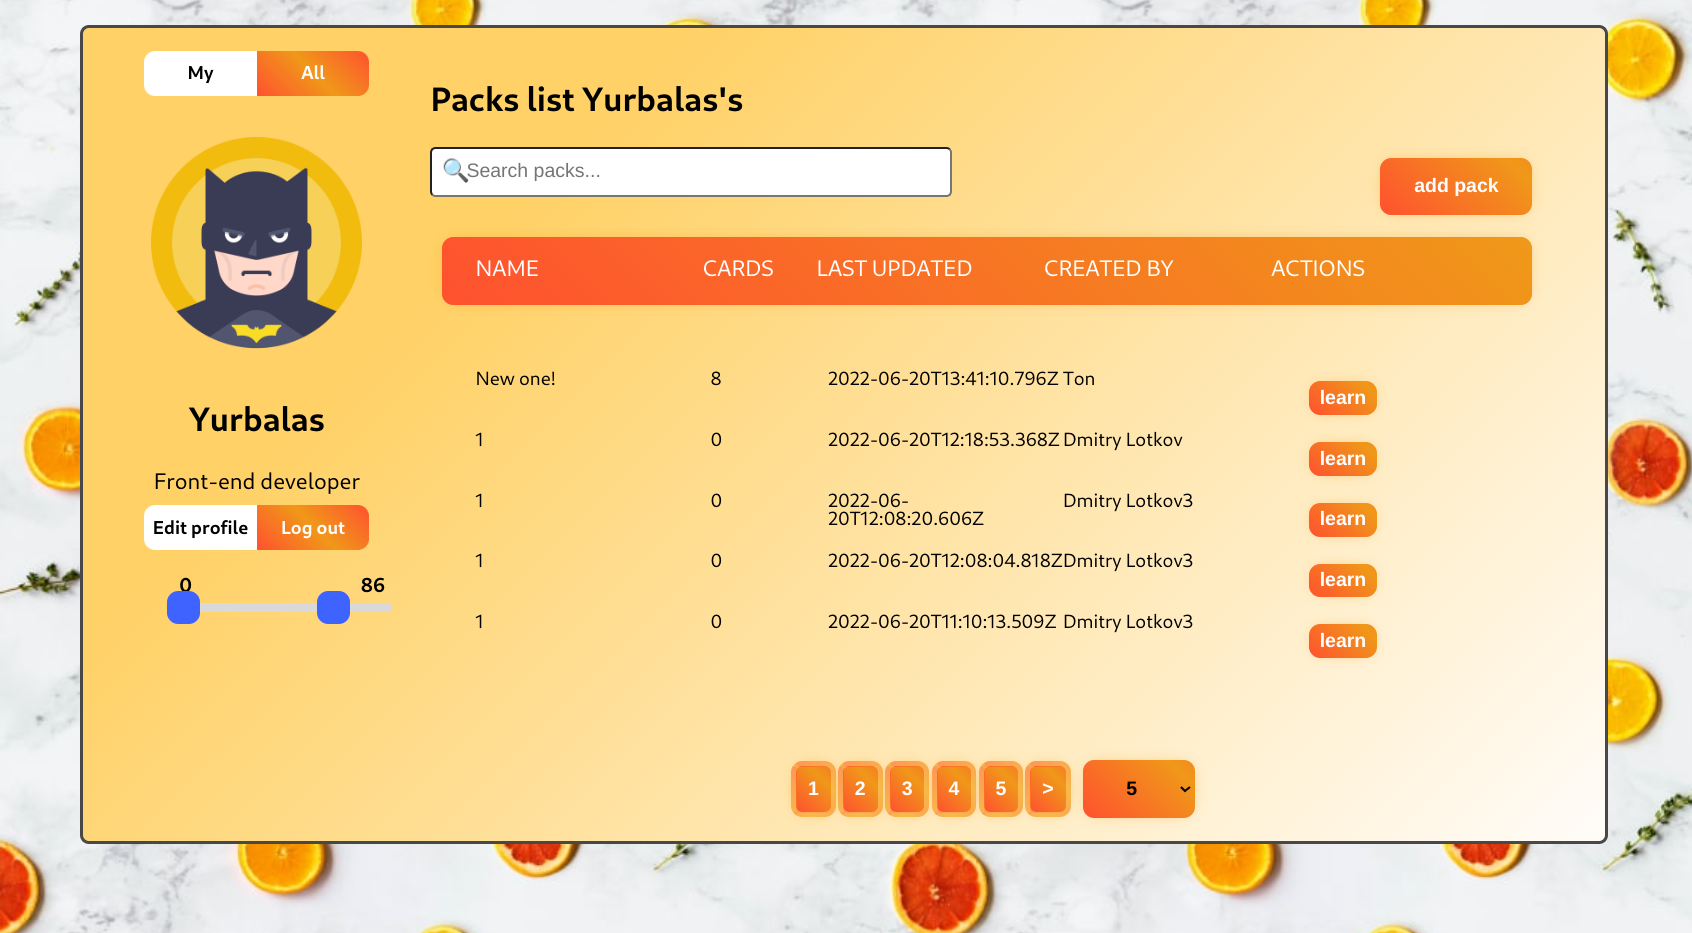 My All
Packs list Yurbalas's
🔍Search packs...
add pack
NAME CARDS LAST UPDATED CREATED BY ACTIONS
New one! 8 2022-06-20T13:41:10.796Z Ton learn
1 0 2022-06-20T12:18:53.368Z Dmitry Lotkov learn
1 0 2022-06- Dmitry Lotkov3 learn
20T12:08:20.606Z
1 0 2022-06-20T12:08:04.818Z Dmitry Lotkov3 learn
1 0 2022-06-20T11:10:13.509Z Dmitry Lotkov3 learn
Yurbalas
Front-end developer
Edit profile Log out
0 86
1 2 3 4 5 > 5